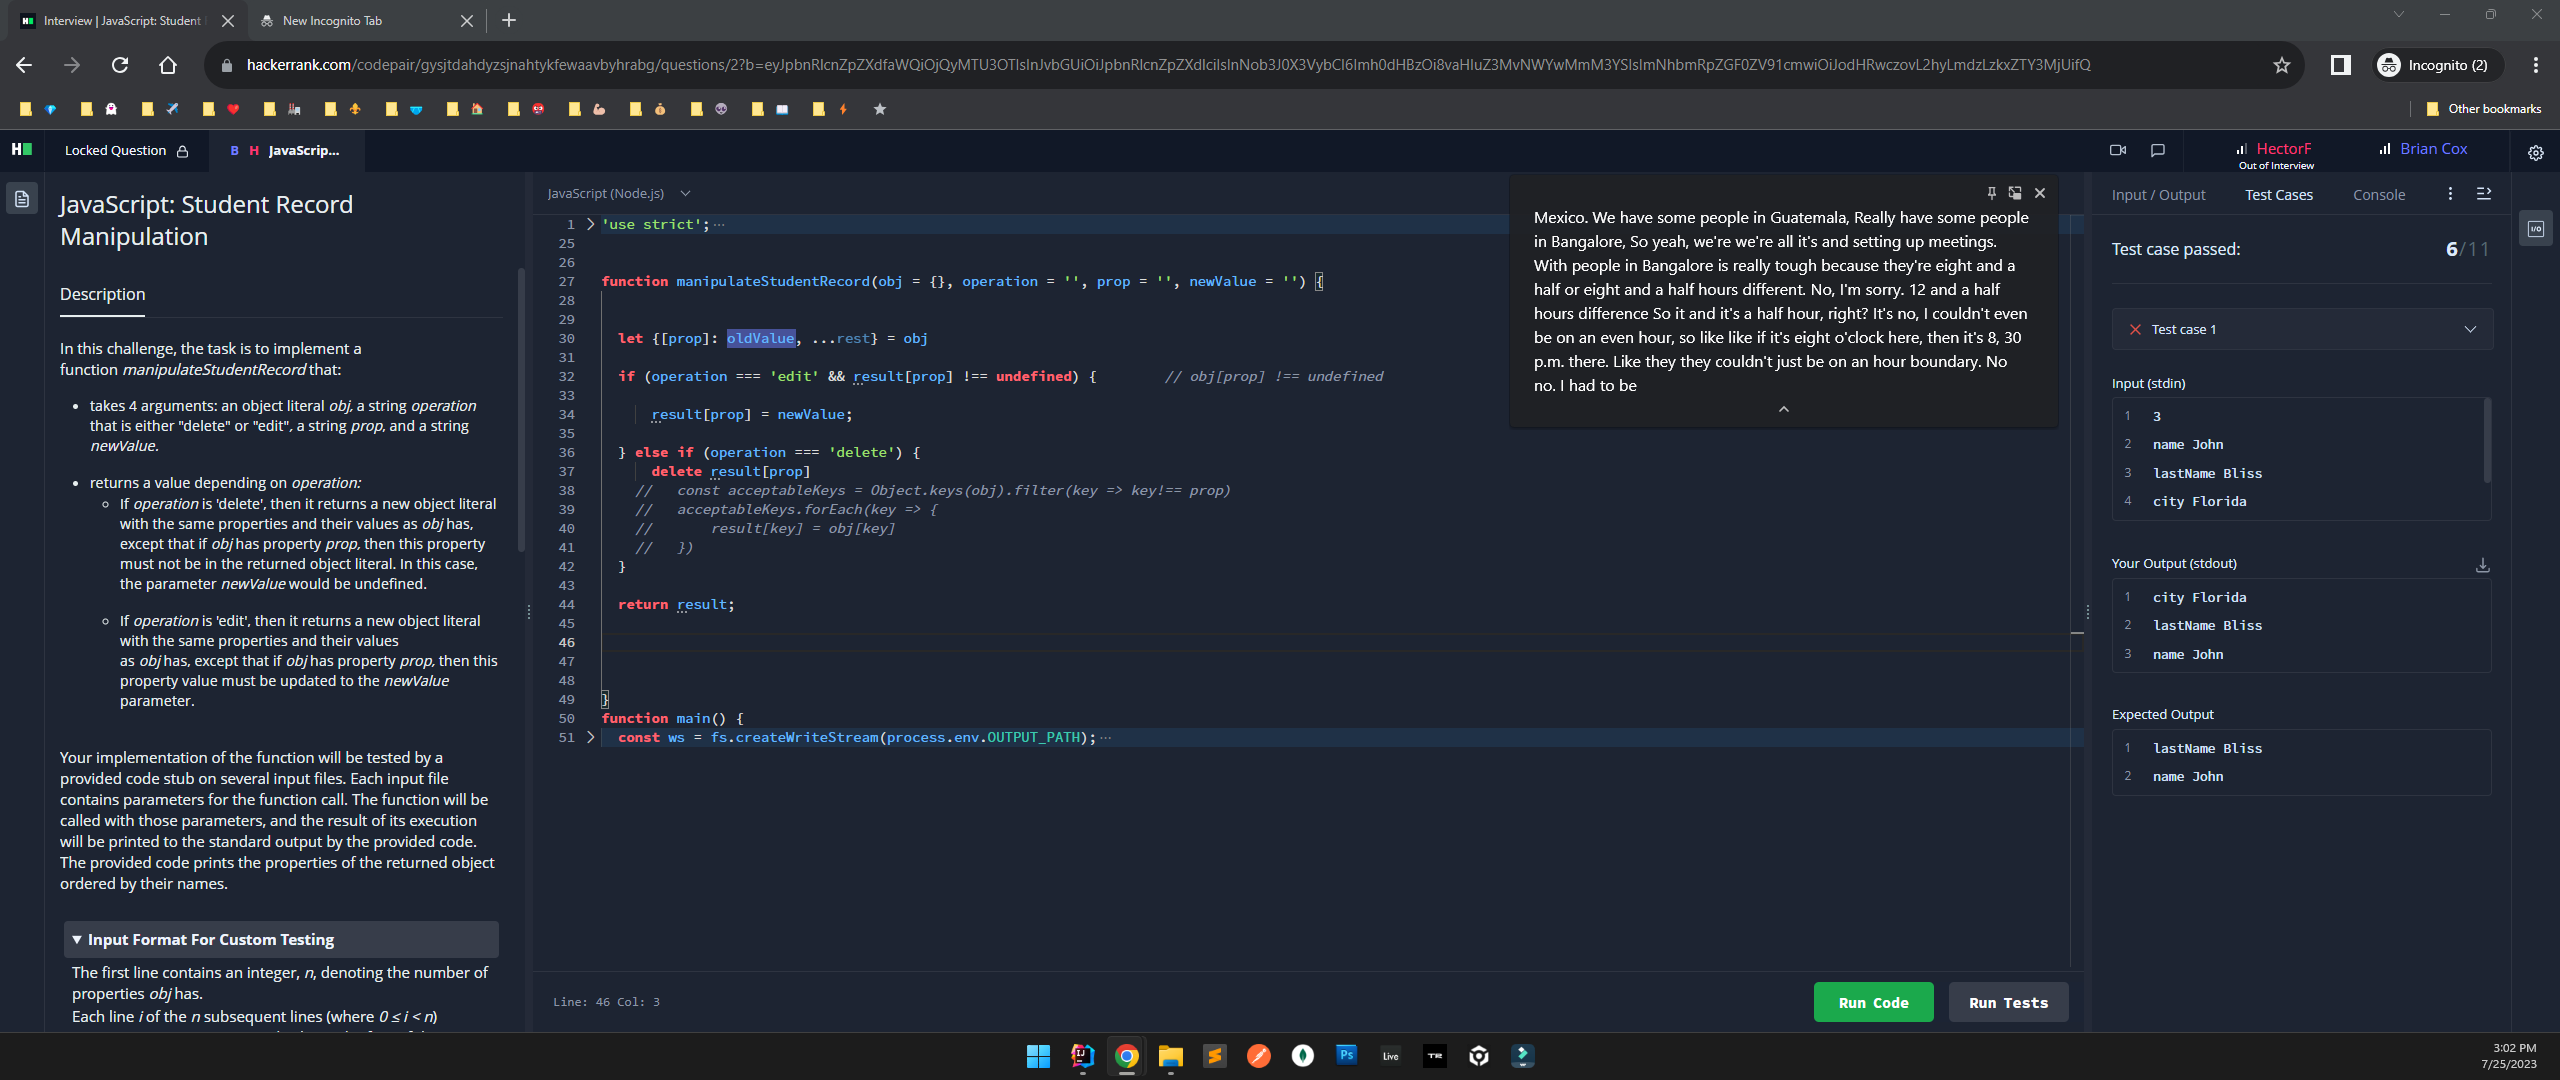 Interview | JavaScript: Student
New Incognito Tab
hackerrank.com/codepair/gysjtdahdyzsjnahtykfewaavbyhrabg/questions/2?b=
Incognito (2)
Other bookmarks
Locked Question
B H JavaScrip...
HectorF
Out of Interview
Brian Cox
JavaScript: Student Record
Manipulation
Description
In this challenge, the task is to implement a
function manipulateStudentRecord that:
• takes 4 arguments: an object literal obj, a string operation
that is either "delete" or "edit", a string prop, and a string
newValue.
• returns a value depending on operation:
If operation is 'delete', then it returns a new object literal
with the same properties and their values as obj has,
except that if obj has property prop, then this property
must not be in the returned object literal. In this case,
the parameter newValue would be undefined.
If operation is 'edit', then it returns a new object literal
with the same properties and their values
as obj has, except that if obj has property prop, then this
property value must be updated to the newValue
parameter.
Your implementation of the function will be tested by a
provided code stub on several input files. Each input file
contains parameters for the function call. The function will be
called with those parameters, and the result of its execution
will be printed to the standard output by the provided code.
The provided code prints the properties of the returned object
ordered by their names.
Input Format For Custom Testing
The first line contains an integer, n, denoting the number of
properties obj has.
Each line i of the n subsequent lines (where 0 ≤ i < n)
JavaScript (Node.js)
1 'use strict';
25
26
27 function manipulateStudentRecord(obj = {}, operation = '', prop = '', newValue = '') {
28
29
30 let {[prop]: oldValue, ...rest} = obj
31
32 if (operation === 'edit' && result[prop] !== undefined) { // obj[prop] !== undefined
33
34 result[prop] = newValue;
35
36 } else if (operation === 'delete') {
37 delete result[prop]
38 // const acceptableKeys = Object.keys(obj).filter(key => key!== prop)
39 // acceptableKeys.forEach(key => {
40 // result[key] = obj[key]
41 // })
42 }
43
44 return result;
45
46
47
48
49 }
50 function main() {
51 const ws = fs.createWriteStream(process.env.OUTPUT_PATH);
Mexico. We have some people in Guatemala, Really have some people
in Bangalore, So yeah, we're we're all it's and setting up meetings.
With people in Bangalore is really tough because they're eight and a
half or eight and a half hours different. No, I'm sorry. 12 and a half
hours difference So it and it's a half hour, right? It's no, I couldn't even
be on an even hour, so like like if it's eight o'clock here, then it's 8, 30
p.m. there. Like they they couldn't just be on an hour boundary. No
no. I had to be
Line: 46 Col: 3
Run Code
Run Tests
Input / Output
Test Cases
Console
Test case passed:
6/11
Test case 1
Input (stdin)
1 3
2 name John
3 lastName Bliss
4 city Florida
Your Output (stdout)
1 city Florida
2 lastName Bliss
3 name John
Expected Output
1 lastName Bliss
2 name John
Ps
Live
3:02 PM
7/25/2023